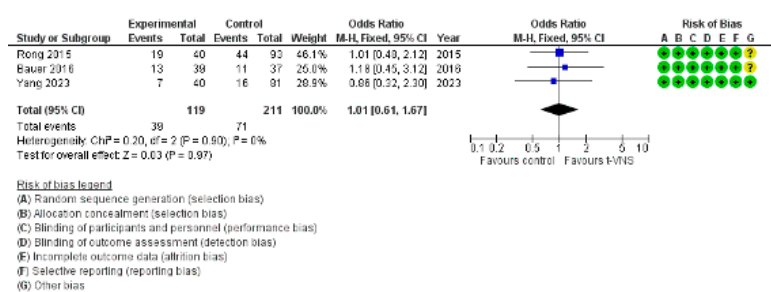 Experimental Control Odds Ratio Odds Ratio Risk of Bias
Study or Subgroup Events Total Events Total Weight M-H, Fixed, 95% CI Year M-H, Fixed, 95% CI A B C D E F G
Rong 2015 19 40 44 93 46.1% 1.01 [0.48, 2.12] 2015 + + + + + + ?
Bauer 2016 13 39 11 37 25.0% 1.18 [0.45, 3.12] 2016 + + + + + + ?
Yang 2023 7 40 16 81 28.9% 0.86 [0.32, 2.30] 2023 + + + + + + +
Total (95% CI) 119 211 100.0% 1.01 [0.61, 1.67]
Total events 39 71
Heterogeneity: Chi² = 0.20, df = 2 (P = 0.90); I² = 0%
Test for overall effect: Z = 0.03 (P = 0.97)
0.1 0.2 0.5 1 2 5 10
Favours control Favours t-VNS
Risk of bias legend
(A) Random sequence generation (selection bias)
(B) Allocation concealment (selection bias)
(C) Blinding of participants and personnel (performance bias)
(D) Blinding of outcome assessment (detection bias)
(E) Incomplete outcome data (attrition bias)
(F) Selective reporting (reporting bias)
(G) Other bias